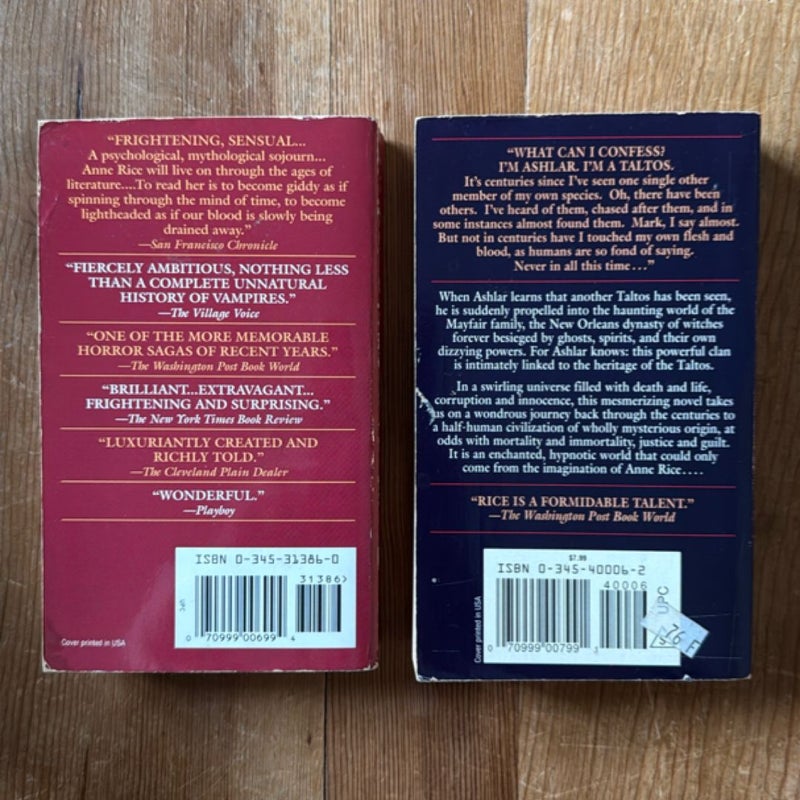 “FRIGHTENING, SENSUAL...
A psychological, mythological sojourn...
Anne Rice will live on through the ages of
literature....To read her is to become giddy as if
spinning through the mind of time, to become
lightheaded as if our blood is slowly being
drained away.”
—San Francisco Chronicle
“FIERCELY AMBITIOUS, NOTHING LESS
THAN A COMPLETE UNNATURAL
HISTORY OF VAMPIRES.”
—The Village Voice
“ONE OF THE MORE MEMORABLE
HORROR SAGAS OF RECENT YEARS.”
—The Washington Post Book World
“BRILLIANT...EXTRAVAGANT...
FRIGHTENING AND SURPRISING.”
—The New York Times Book Review
“LUXURIANTLY CREATED AND
RICHLY TOLD.”
—The Cleveland Plain Dealer
“WONDERFUL.”
—Playboy
ISBN 0-345-31386-0
31386>
0 70999 00699 4
Cover printed in USA
“WHAT CAN I CONFESS?
I’M ASHLAR. I’M A TALTOS.
It’s centuries since I’ve seen one single other
member of my own species. Oh, there have been
others. I’ve heard of them, chased after them, and in
some instances almost found them. Mark, I say almost.
But not in centuries have I touched my own flesh and
blood, as humans are so fond of saying.
Never in all this time...”
When Ashlar learns that another Taltos has been seen,
he is suddenly propelled into the haunting world of the
Mayfair family, the New Orleans dynasty of witches
forever besieged by ghosts, spirits, and their own
dizzying powers. For Ashlar knows: this powerful clan
is intimately linked to the heritage of the Taltos.
In a swirling universe filled with death and life,
corruption and innocence, this mesmerizing novel takes
us on a wondrous journey back through the centuries to
a half-human civilization of wholly mysterious origin, at
odds with mortality and immortality, justice and guilt.
It is an enchanted, hypnotic world that could only
come from the imagination of Anne Rice....
“RICE IS A FORMIDABLE TALENT.”
—The Washington Post Book World
$7.99
ISBN 0-345-40006-2
40006
0 70999 00799
UPC
Cover printed in USA